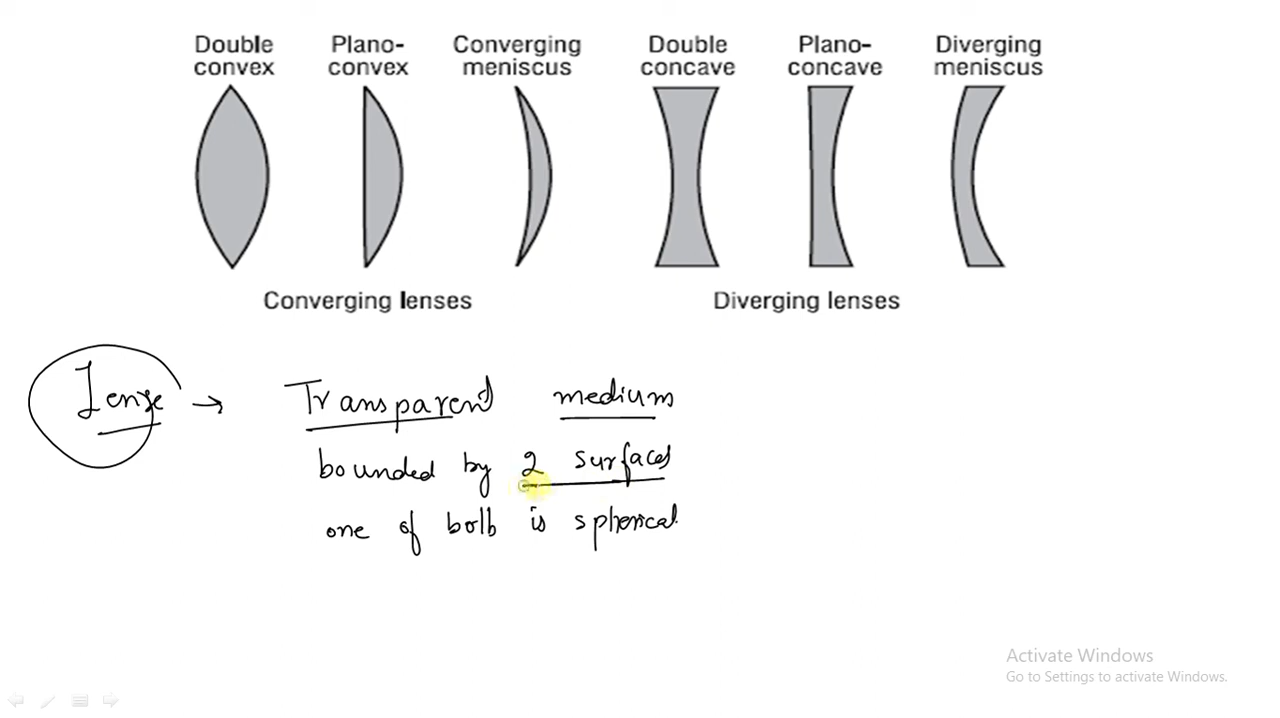 Double convex
Plano-convex
Converging meniscus
Double concave
Plano-concave
Diverging meniscus
Converging lenses
Diverging lenses
Lense → Transparent medium
bounded by 2 surfaces
one of both is spherical
Activate Windows
Go to Settings to activate Windows.